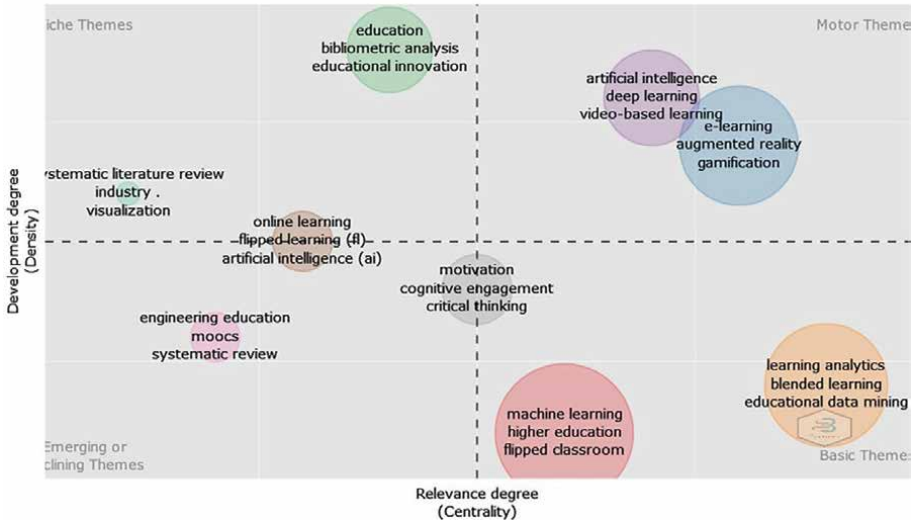 iche Themes
Motor Theme
education
bibliometric analysis
educational innovation
artificial intelligence
deep learning
video-based learning
e-learning
augmented reality
gamification
ystematic literature review
industry .
visualization
online learning
flipped learning (fl)
artificial intelligence (ai)
motivation
cognitive engagement
critical thinking
engineering education
moocs
systematic review
learning analytics
blended learning
educational data mining
machine learning
higher education
flipped classroom
Emerging or
clining Themes
Basic Theme
Development degree
(Density)
Relevance degree
(Centrality)